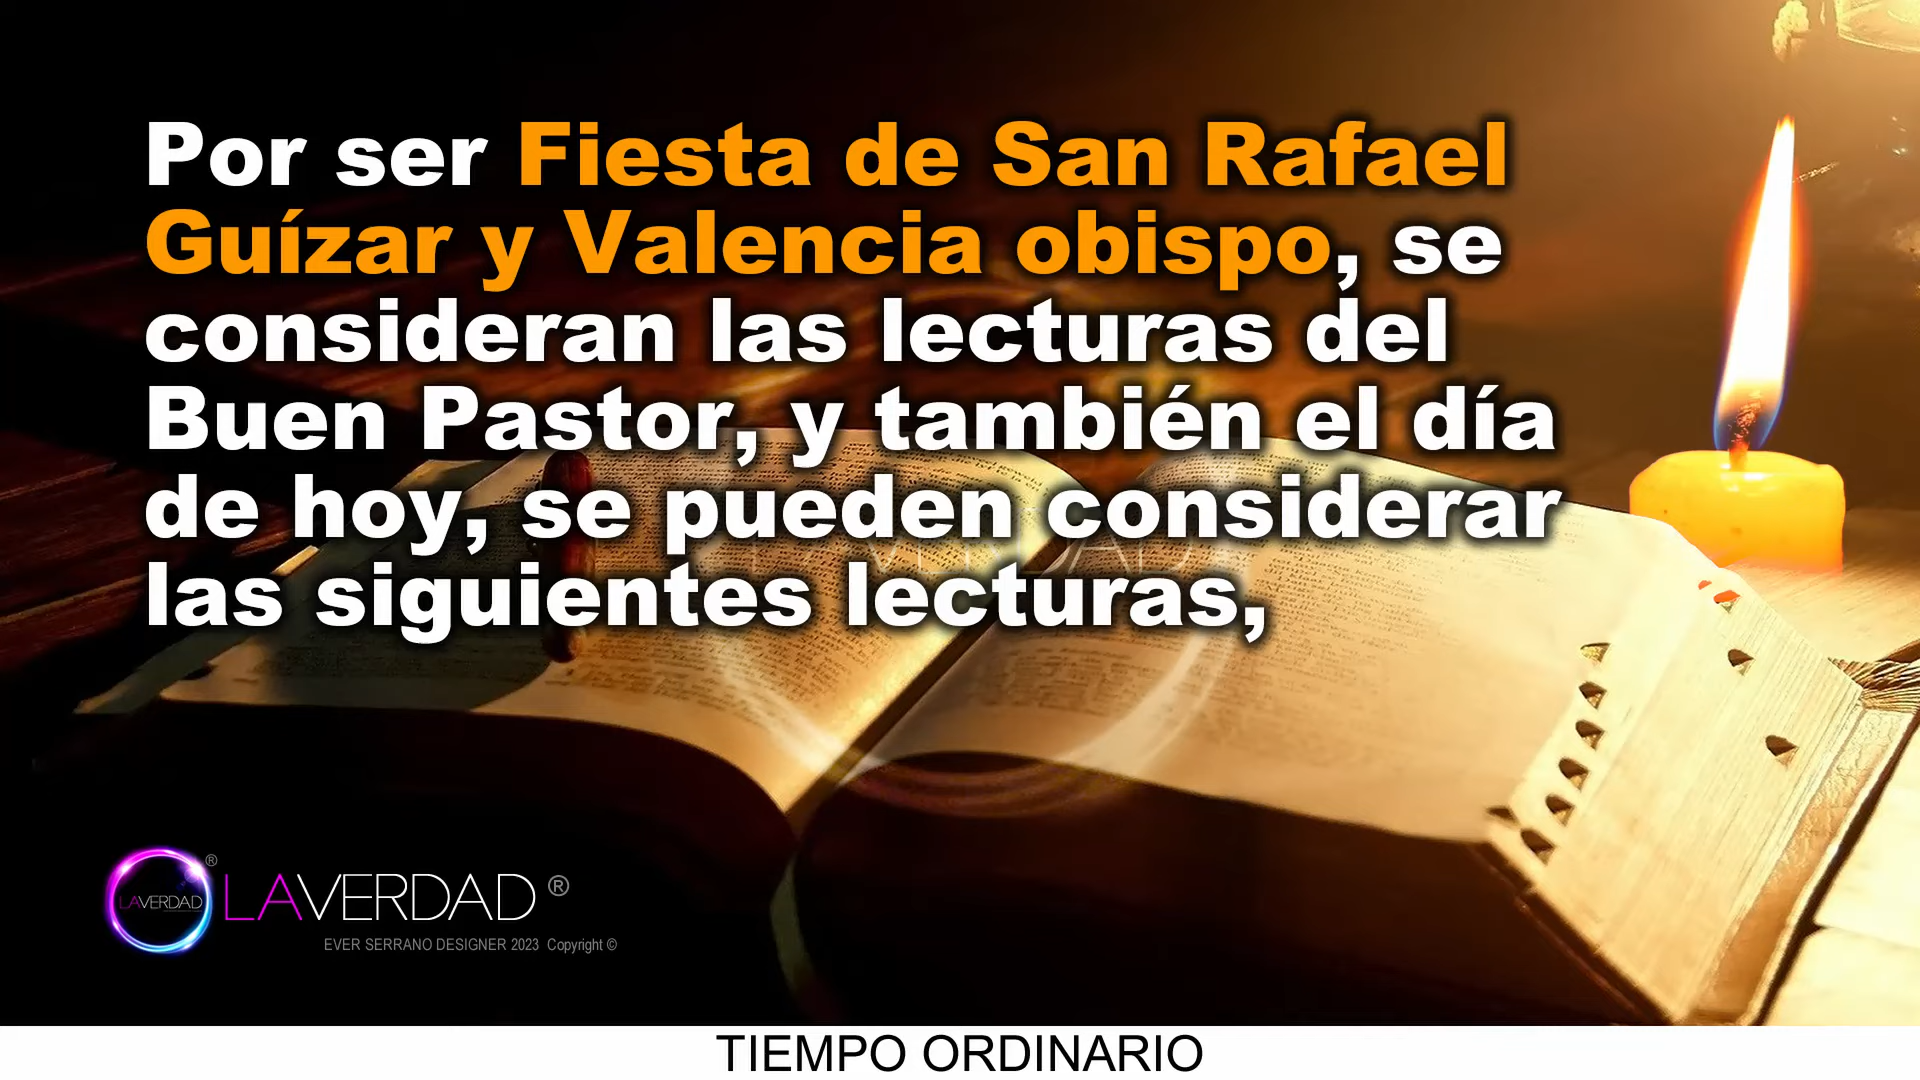 Por ser Fiesta de San Rafael
Guízar y Valencia obispo, se
consideran las lecturas del
Buen Pastor, y también el día
de hoy, se pueden considerar
las siguientes lecturas,
LAVERDAD ®
LAVERDAD ®
EVER SERRANO DESIGNER 2023 Copyright ©
TIEMPO ORDINARIO